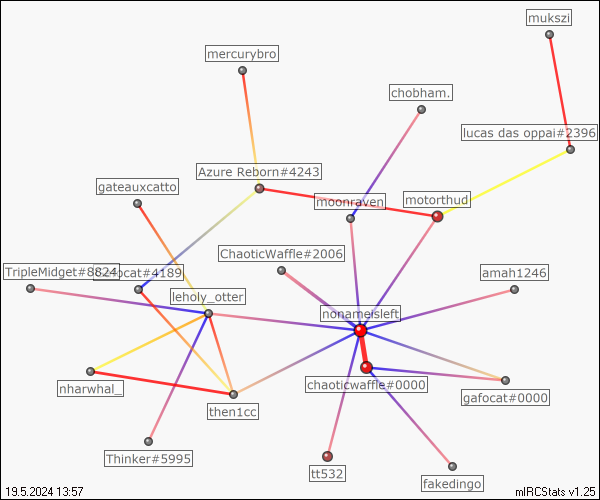 mukszi
mercurybro
chobham.
lucas das oppai#2396
Azure Reborn#4243
gateauxcatto
moonraven
motorthud
ChaoticWaffle#2006
TripleMidget#8824
ocat#4189
amah1246
leholy_otter
nonameisleft
nharwhal_
chaoticwaffle#0000
gafocat#0000
then1cc
Thinker#5995
tt532
fakedingo
19.5.2024 13:57
mIRCStats v1.25